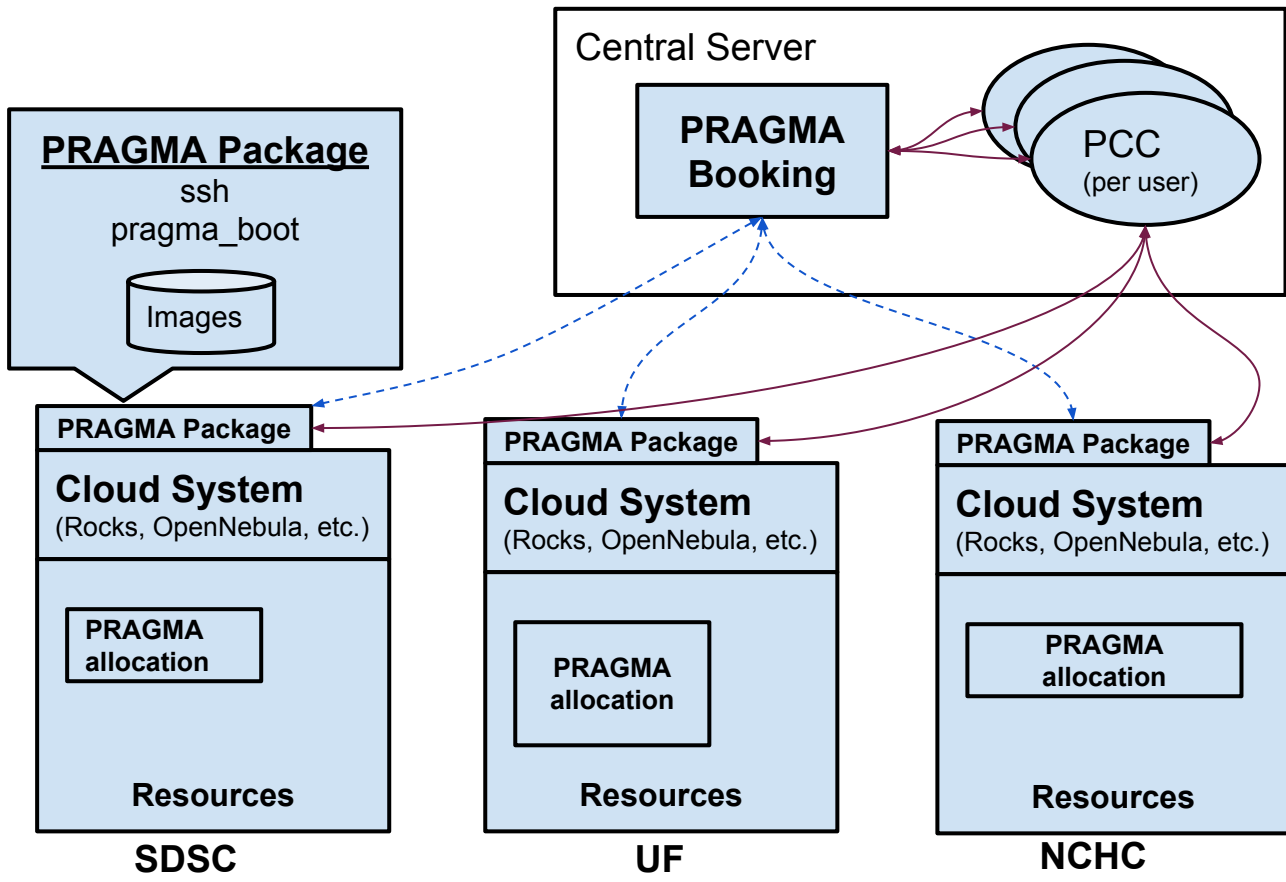 Central Server
PRAGMA
Booking
PCC
(per user)
PRAGMA Package
ssh
pragma_boot
Images
PRAGMA Package
Cloud System
(Rocks, OpenNebula, etc.)
PRAGMA
allocation
Resources
SDSC
PRAGMA Package
Cloud System
(Rocks, OpenNebula, etc.)
PRAGMA
allocation
Resources
UF
PRAGMA Package
Cloud System
(Rocks, OpenNebula, etc.)
PRAGMA
allocation
Resources
NCHC